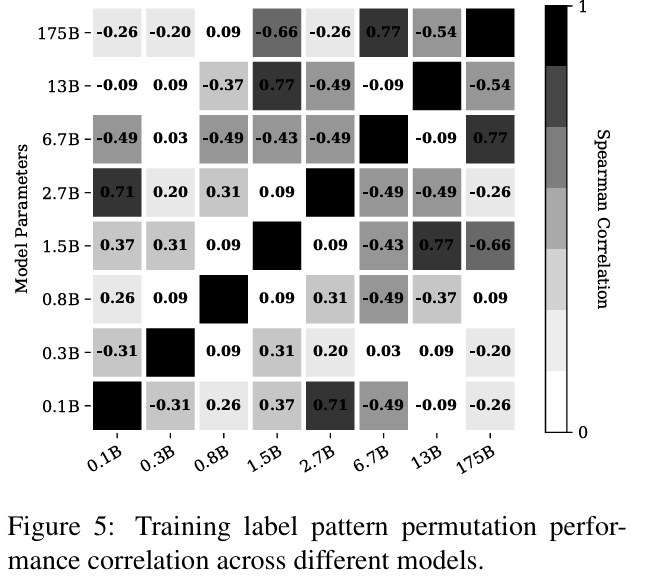 175B -0.26 -0.20 0.09 -0.66 -0.26 0.77 -0.54
13B -0.09 0.09 -0.37 0.77 -0.49 -0.09 -0.54
6.7B -0.49 0.03 -0.49 -0.43 -0.49 -0.09 0.77
2.7B 0.71 0.20 0.31 0.09 -0.49 -0.49 -0.26
1.5B 0.37 0.31 0.09 0.09 -0.43 0.77 -0.66
0.8B 0.26 0.09 0.09 0.31 -0.49 -0.37 0.09
0.3B -0.31 0.09 0.31 0.20 0.03 0.09 -0.20
0.1B -0.31 0.26 0.37 0.71 -0.49 -0.09 -0.26
0.1B 0.3B 0.8B 1.5B 2.7B 6.7B 13B 175B
Model Parameters
1
0
Spearman Correlation
Figure 5: Training label pattern permutation perfor-
mance correlation across different models.